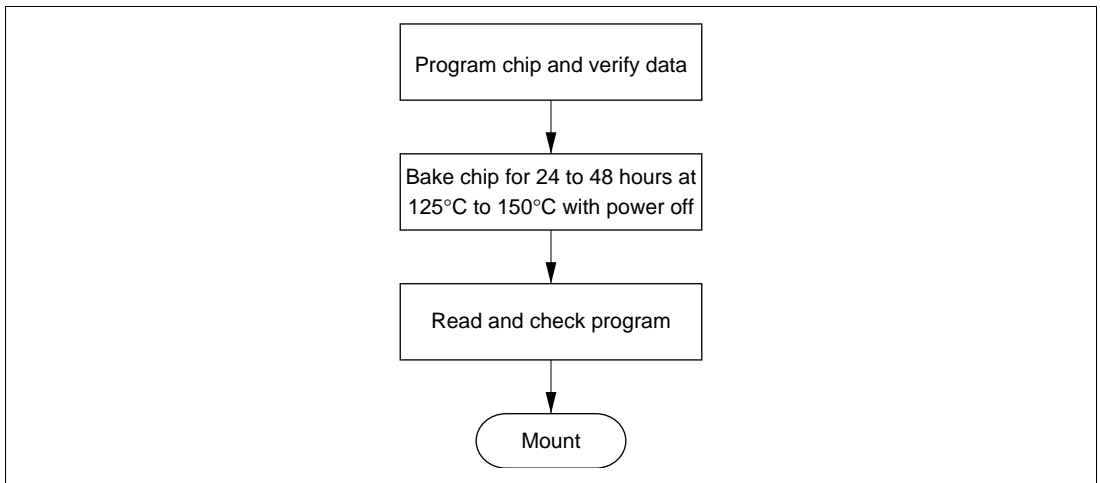 Program chip and verify data
Bake chip for 24 to 48 hours at
125°C to 150°C with power off
Read and check program
Mount